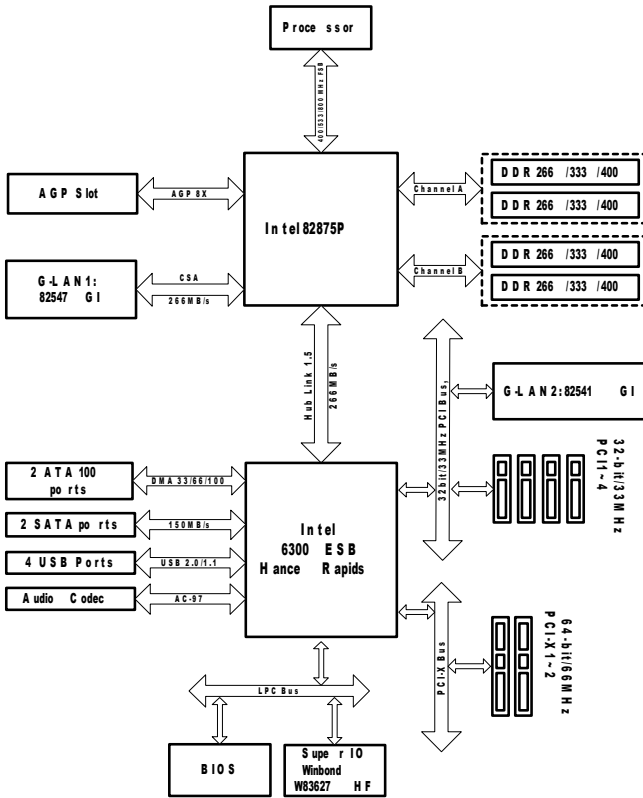 Processor
400/533/800 MHz FSB
AGP Slot
AGP 8X
Intel 82875P
Channel A
DDR 266 /333 /400
DDR 266 /333 /400
G-LAN1:
82547 GI
CSA
266MB/s
Channel B
DDR 266 /333 /400
DDR 266 /333 /400
Hub Link 1.5
266MB/s
32bit/33MHz PCI Bus,
G-LAN2:82541 GI
32-bit/33MHz
PCI1~4
2 ATA 100
ports
DMA 33/66/100
2 SATA ports
150MB/s
4 USB Ports
USB 2.0/1.1
Audio Codec
AC-97
Intel
6300 ESB
Hance Rapids
PCI-X Bus
64-bit/66MHz
PCI-X1~2
LPC Bus
BIOS
Super IO
Winbond
W83627 HF